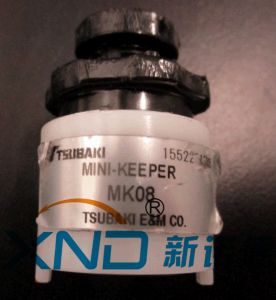 TSUBAKI
MINI-KEEPER
MK08
®
TSUBAKI E&M CO.
XND 新